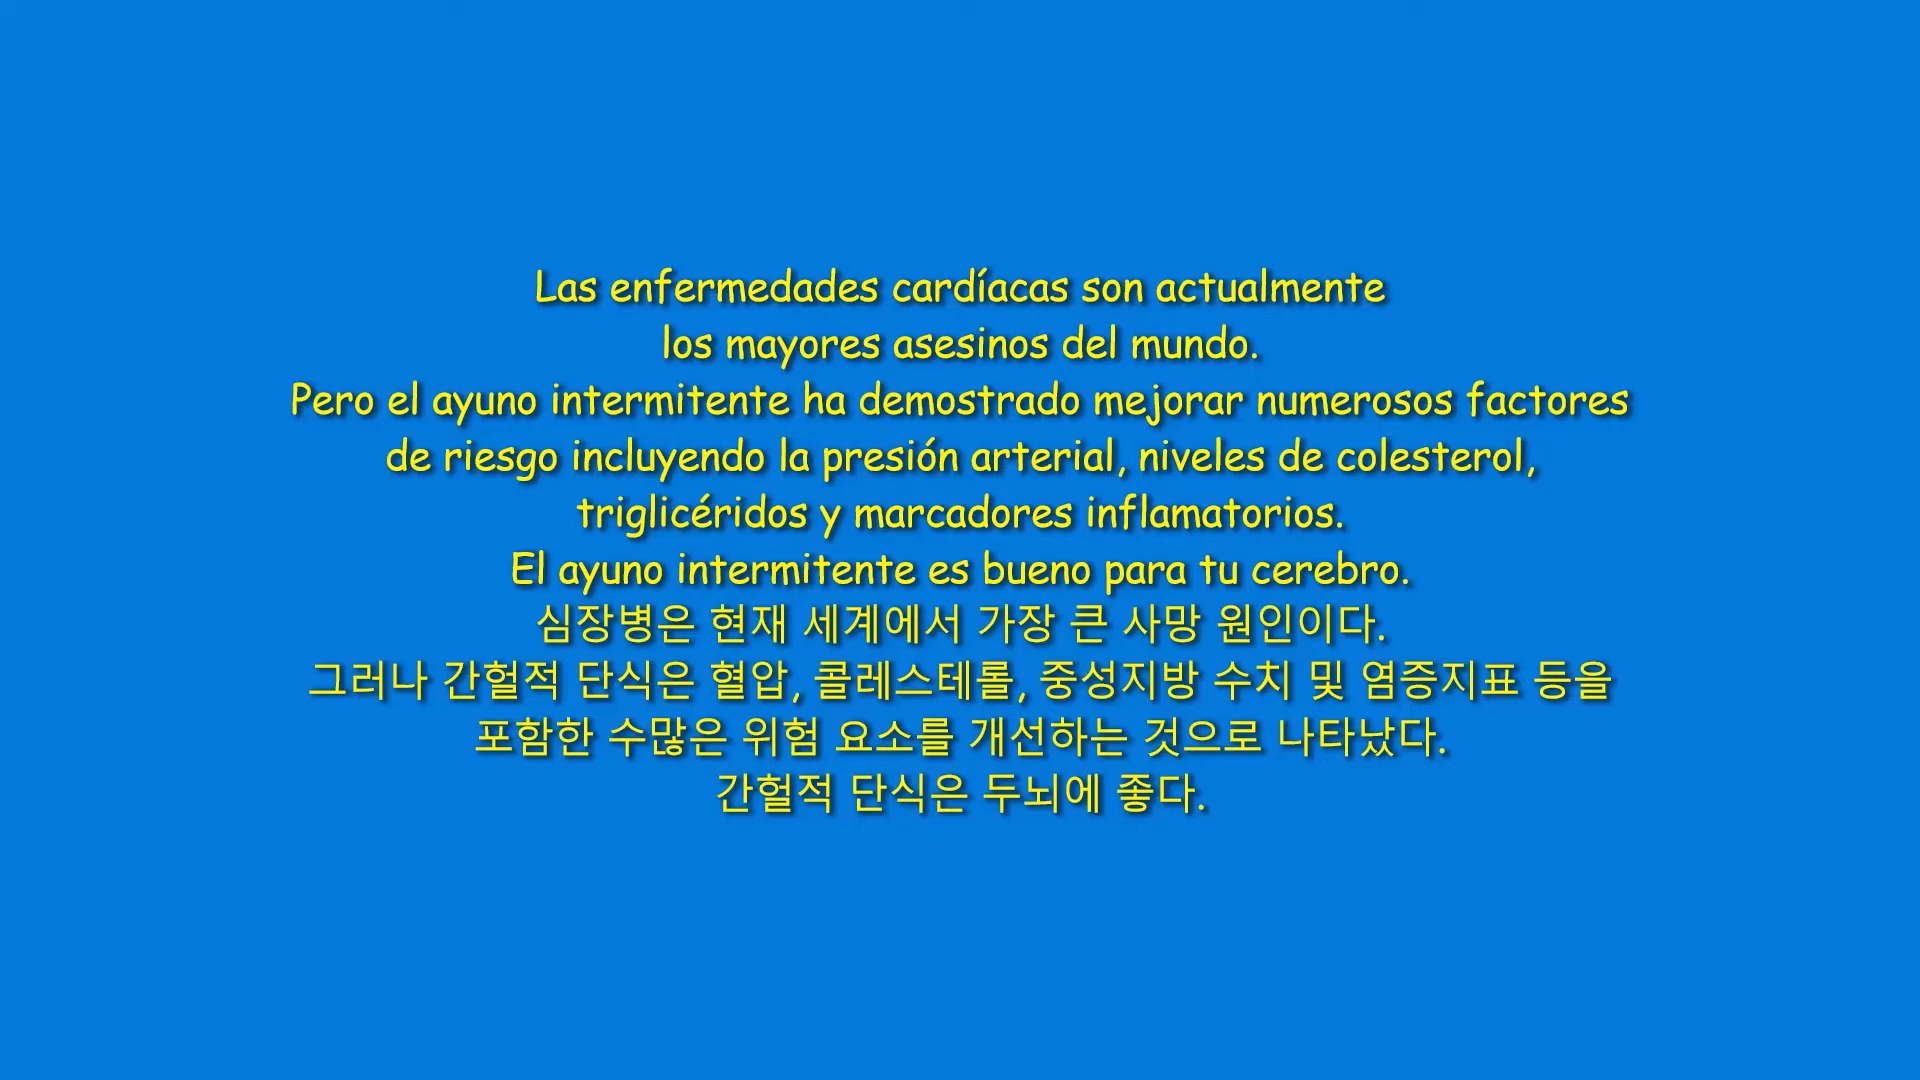 Las enfermedades cardíacas son actualmente
los mayores asesinos del mundo.
Pero el ayuno intermitente ha demostrado mejorar numerosos factores
de riesgo incluyendo la presión arterial, niveles de colesterol,
triglicéridos y marcadores inflamatorios.
El ayuno intermitente es bueno para tu cerebro.
심장병은 현재 세계에서 가장 큰 사망 원인이다.
그러나 간헐적 단식은 혈압, 콜레스테롤, 중성지방 수치 및 염증지표 등을
포함한 수많은 위험 요소를 개선하는 것으로 나타났다.
간헐적 단식은 두뇌에 좋다.